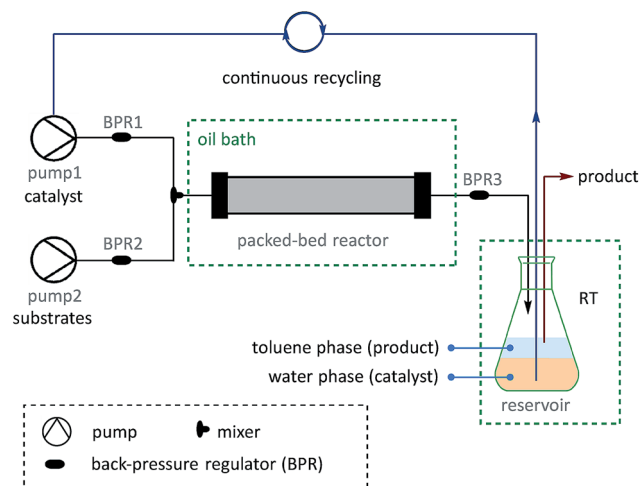 continuous recycling
BPR1
pump1
catalyst
oil bath
BPR3
product
packed-bed reactor
BPR2
pump2
substrates
RT
toluene phase (product)
water phase (catalyst)
reservoir
pump
mixer
back-pressure regulator (BPR)